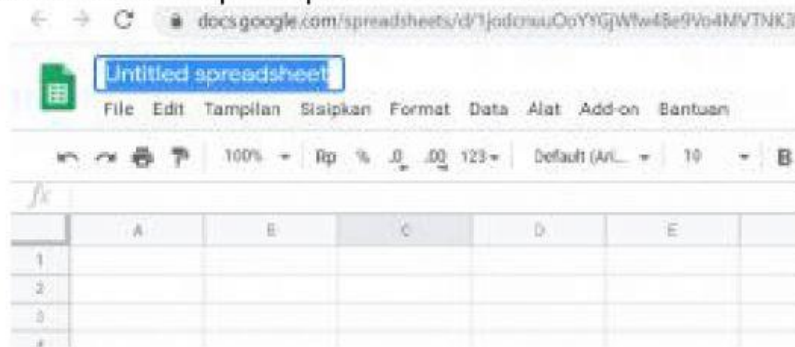 docs.google.com/spreadsheets/d/
Untitled spreadsheet
File Edit Tampilan Sisipkan Format Data Alat Add-on Bantuan
100% Rp % .0 .00 123 Default (Ari... 10 B
fx
A B C D E
1
2
3
4